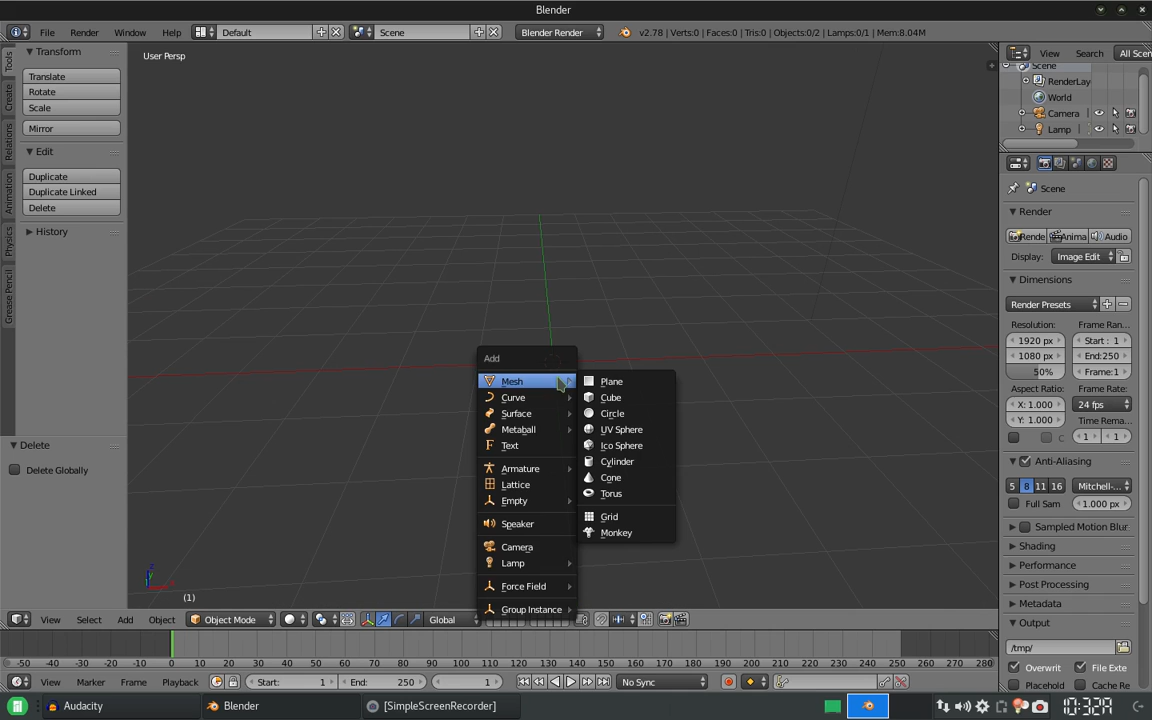 Blender
File
Render
Window
Help
Default
Scene
Blender Render
v2.78 | Verts:0 | Faces:0 | Tris:0 | Objects:0/2 | Lamps:0/1 | Mem:8.04M
View
Search
All Scen
Tools
Create
Relations
Animation
Physics
Grease Pencil
Transform
Translate
Rotate
Scale
Mirror
Edit
Duplicate
Duplicate Linked
Delete
History
Delete
Delete Globally
User Persp
(1)
Add
Mesh
Curve
Surface
Metaball
Text
Armature
Lattice
Empty
Speaker
Camera
Lamp
Force Field
Group Instance
Plane
Cube
Circle
UV Sphere
Ico Sphere
Cylinder
Cone
Torus
Grid
Monkey
Scene
RenderLay
World
Camera
Lamp
Scene
Render
Rende
Anima
Audio
Display:
Image Edit
Dimensions
Render Presets
Resolution:
Frame Ran...
1920 px
Start : 1
1080 px
End:250
50%
Frame:1
Aspect Ratio:
Frame Rate:
X: 1.000
24 fps
Y: 1.000
Time Rema...
C
1
1
Anti-Aliasing
5
8
11
16
Mitchell-...
Full Sam
1.000 px
Sampled Motion Blur
Shading
Performance
Post Processing
Metadata
Output
/tmp/
Overwrit
File Exte
Placehold
Cache Re
View
Select
Add
Object
Object Mode
Global
-50 -40 -30 -20 -10 0 10 20 30 40 50 60 70 80 90 100 110 120 130 140 150 160 170 180 190 200 210 220 230 240 250 260 270 280
View
Marker
Frame
Playback
Start: 1
End: 250
1
No Sync
Audacity
Blender
[SimpleScreenRecorder]